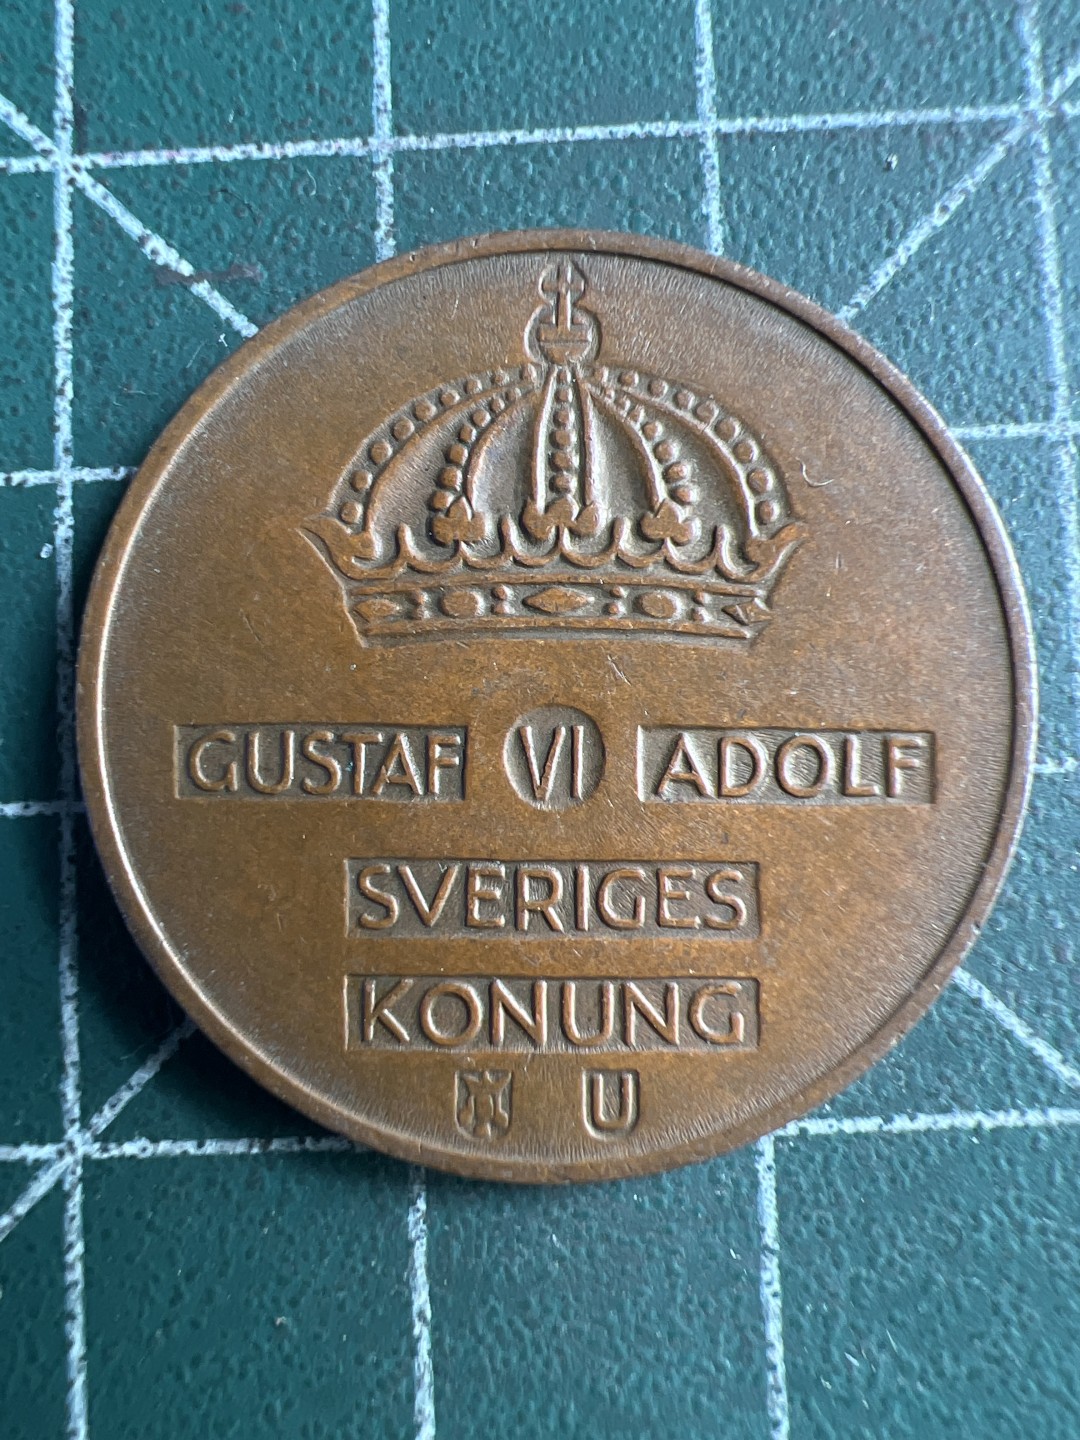 GUSTAF VI ADOLF
SVERIGES
KONUNG
U